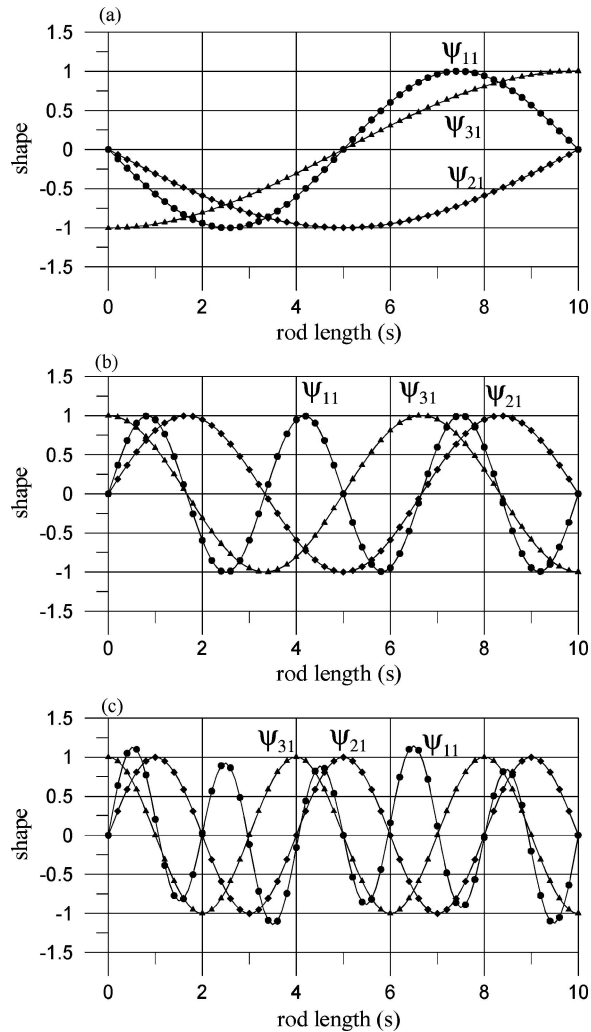 (a)
1.5
1
0.5
0
-0.5
-1
-1.5
shape
ψ11
ψ31
ψ21
0 2 4 6 8 10
rod length (s)
(b)
1.5
1
0.5
0
-0.5
-1
-1.5
shape
ψ11 ψ31 ψ21
0 2 4 6 8 10
rod length (s)
(c)
1.5
1
0.5
0
-0.5
-1
-1.5
shape
ψ31 ψ21 ψ11
0 2 4 6 8 10
rod length (s)